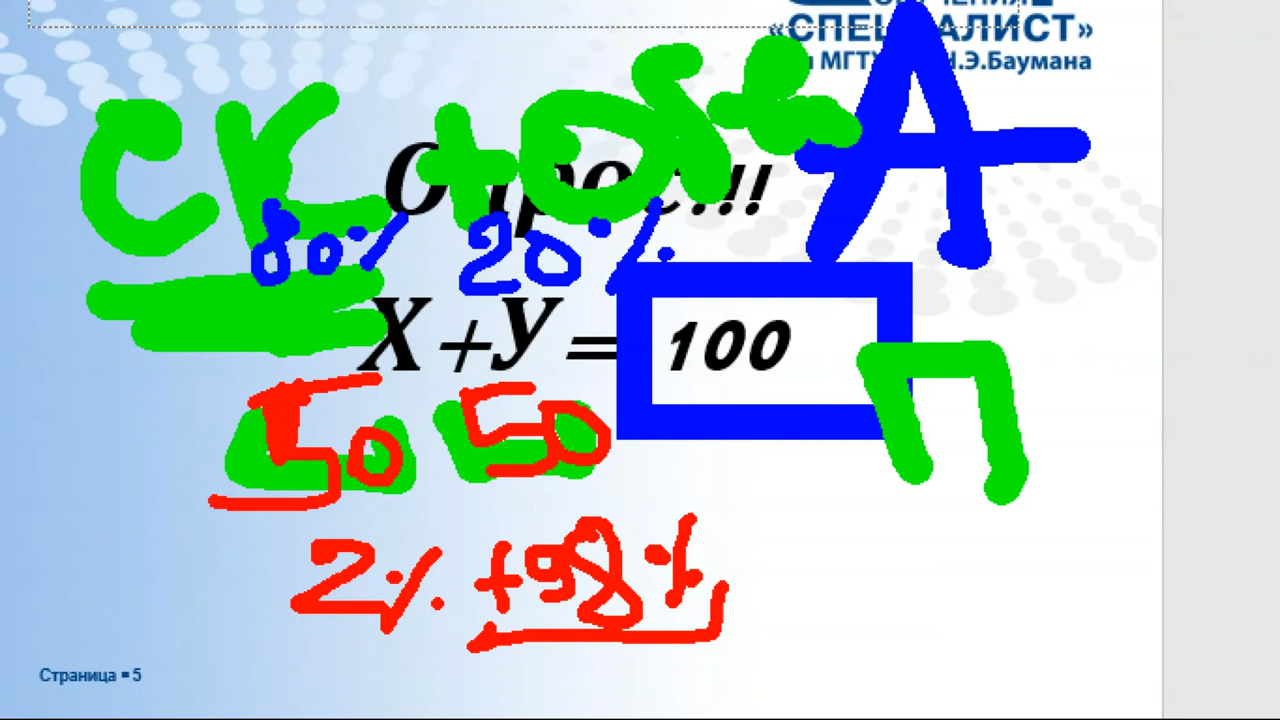 «СПЕЦИАЛИСТ»
МГТУ Н.Э.Баумана
СК +
А
Опрос!!!
80% 20%
Х+У= 100
П
50 50
2% +98%
Страница ▪ 5